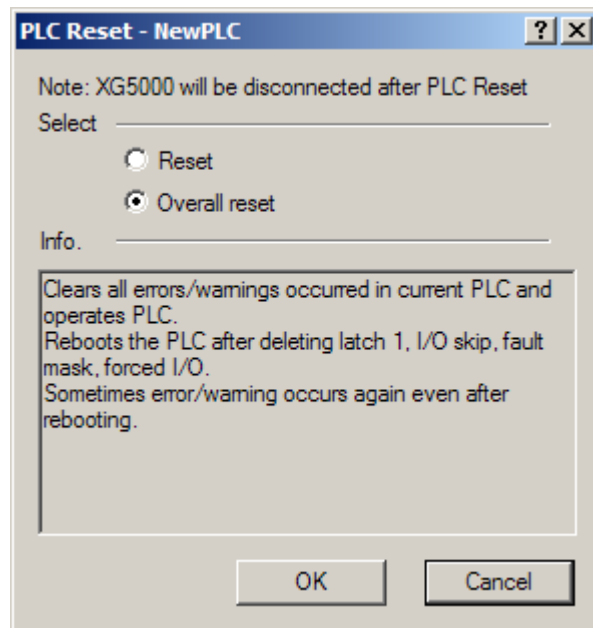 PLC Reset - NewPLC
Note: XG5000 will be disconnected after PLC Reset
Select
Reset
Overall reset
Info.
Clears all errors/warnings occurred in current PLC and
operates PLC.
Reboots the PLC after deleting latch 1, I/O skip, fault
mask, forced I/O.
Sometimes error/warning occurs again even after
rebooting.
OK
Cancel